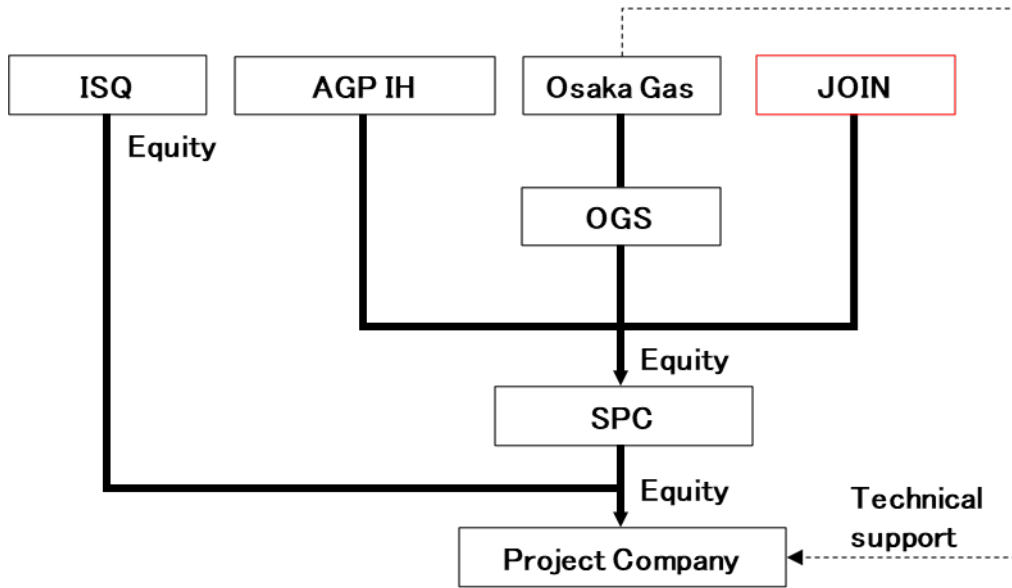 ISQ
AGP IH
Osaka Gas
JOIN
Equity
OGS
Equity
SPC
Equity
Technical
support
Project Company